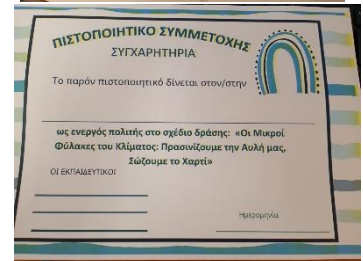 ΠΙΣΤΟΠΟΙΗΤΙΚΟ ΣΥΜΜΕΤΟΧΗΣ
ΣΥΓΧΑΡΗΤΗΡΙΑ
Το παρόν πιστοποιητικό δίνεται στον/στην
ως ενεργός πολιτής στο σχέδιο δράσης: «Οι Μικροί
Φύλακες του Κλίματος: Πρασινίζουμε την Αυλή μας,
Σώζουμε το Χαρτί»
ΟΙ ΕΚΠΑΙΔΕΥΤΙΚΟΙ
Ημερομηνία